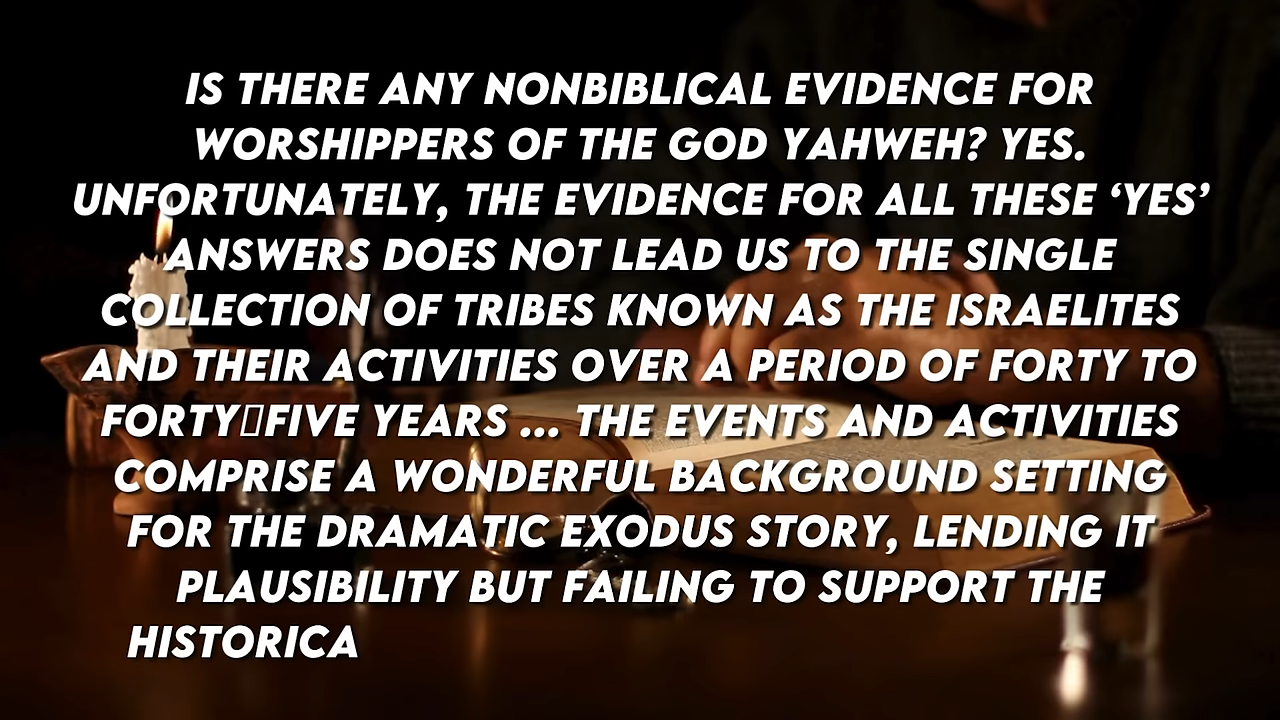 IS THERE ANY NONBIBLICAL EVIDENCE FOR
WORSHIPPERS OF THE GOD YAHWEH? YES.
UNFORTUNATELY, THE EVIDENCE FOR ALL THESE ‘YES’
ANSWERS DOES NOT LEAD US TO THE SINGLE
COLLECTION OF TRIBES KNOWN AS THE ISRAELITES
AND THEIR ACTIVITIES OVER A PERIOD OF FORTY TO
FORTY▯FIVE YEARS ... THE EVENTS AND ACTIVITIES
COMPRISE A WONDERFUL BACKGROUND SETTING
FOR THE DRAMATIC EXODUS STORY, LENDING IT
PLAUSIBILITY BUT FAILING TO SUPPORT THE
HISTORICA